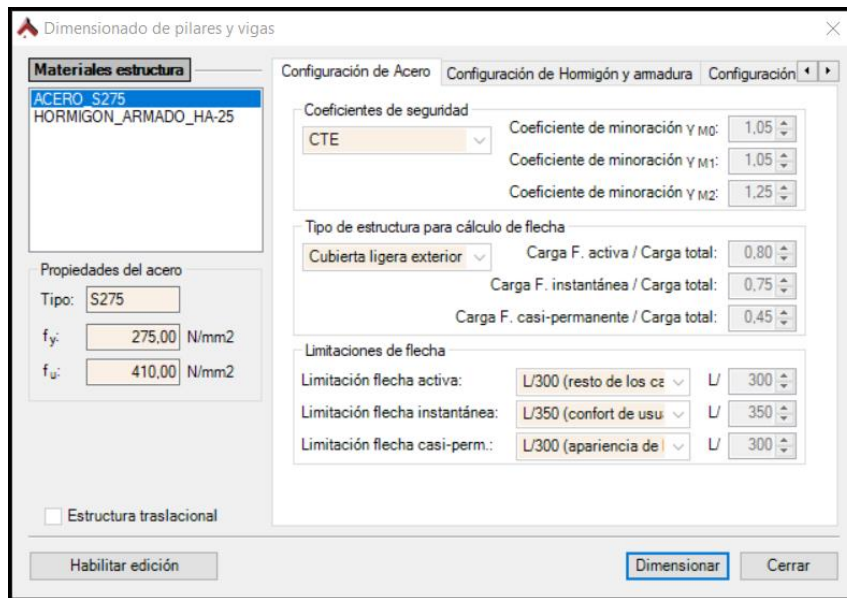 Dimensionado de pilares y vigas
Materiales estructura
ACERO_S275
HORMIGON_ARMADO_HA-25
Propiedades del acero
Tipo: S275
fy: 275,00 N/mm2
fu: 410,00 N/mm2
Estructura traslacional
Configuración de Acero
Configuración de Hormigón y armadura
Configuración
Coeficientes de seguridad
CTE
Coeficiente de minoración γ M0: 1,05
Coeficiente de minoración γ M1: 1,05
Coeficiente de minoración γ M2: 1,25
Tipo de estructura para cálculo de flecha
Cubierta ligera exterior
Carga F. activa / Carga total: 0,80
Carga F. instantánea / Carga total: 0,75
Carga F. casi-permanente / Carga total: 0,45
Limitaciones de flecha
Limitación flecha activa: L/300 (resto de los ca L/ 300
Limitación flecha instantánea: L/350 (confort de usu L/ 350
Limitación flecha casi-perm.: L/300 (apariencia de L/ 300
Habilitar edición
Dimensionar
Cerrar